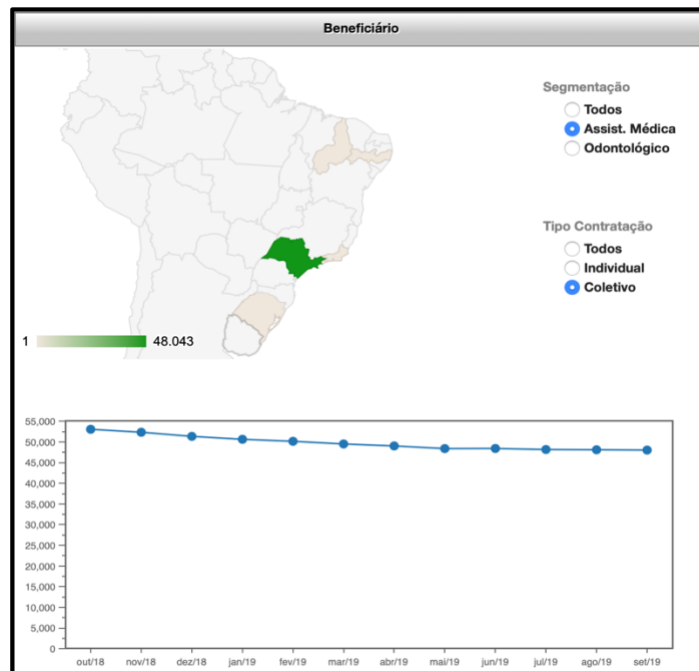 Beneficiário
Segmentação
Todos
Assist. Médica
Odontológico
Tipo Contratação
Todos
Individual
Coletivo
1 48.043
55,000
50,000
45,000
40,000
35,000
30,000
25,000
20,000
15,000
10,000
5,000
0
out/18 nov/18 dez/18 jan/19 fev/19 mar/19 abr/19 mai/19 jun/19 jul/19 ago/19 set/19